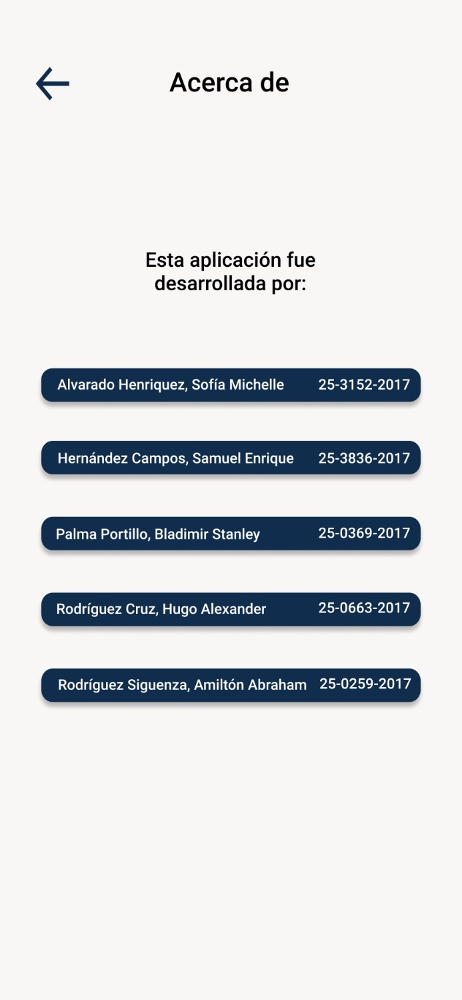 Acerca de
Esta aplicación fue
desarrollada por:
Alvarado Henriquez, Sofía Michelle 25-3152-2017
Hernández Campos, Samuel Enrique 25-3836-2017
Palma Portillo, Bladimir Stanley 25-0369-2017
Rodríguez Cruz, Hugo Alexander 25-0663-2017
Rodríguez Siguenza, Amiltón Abraham 25-0259-2017